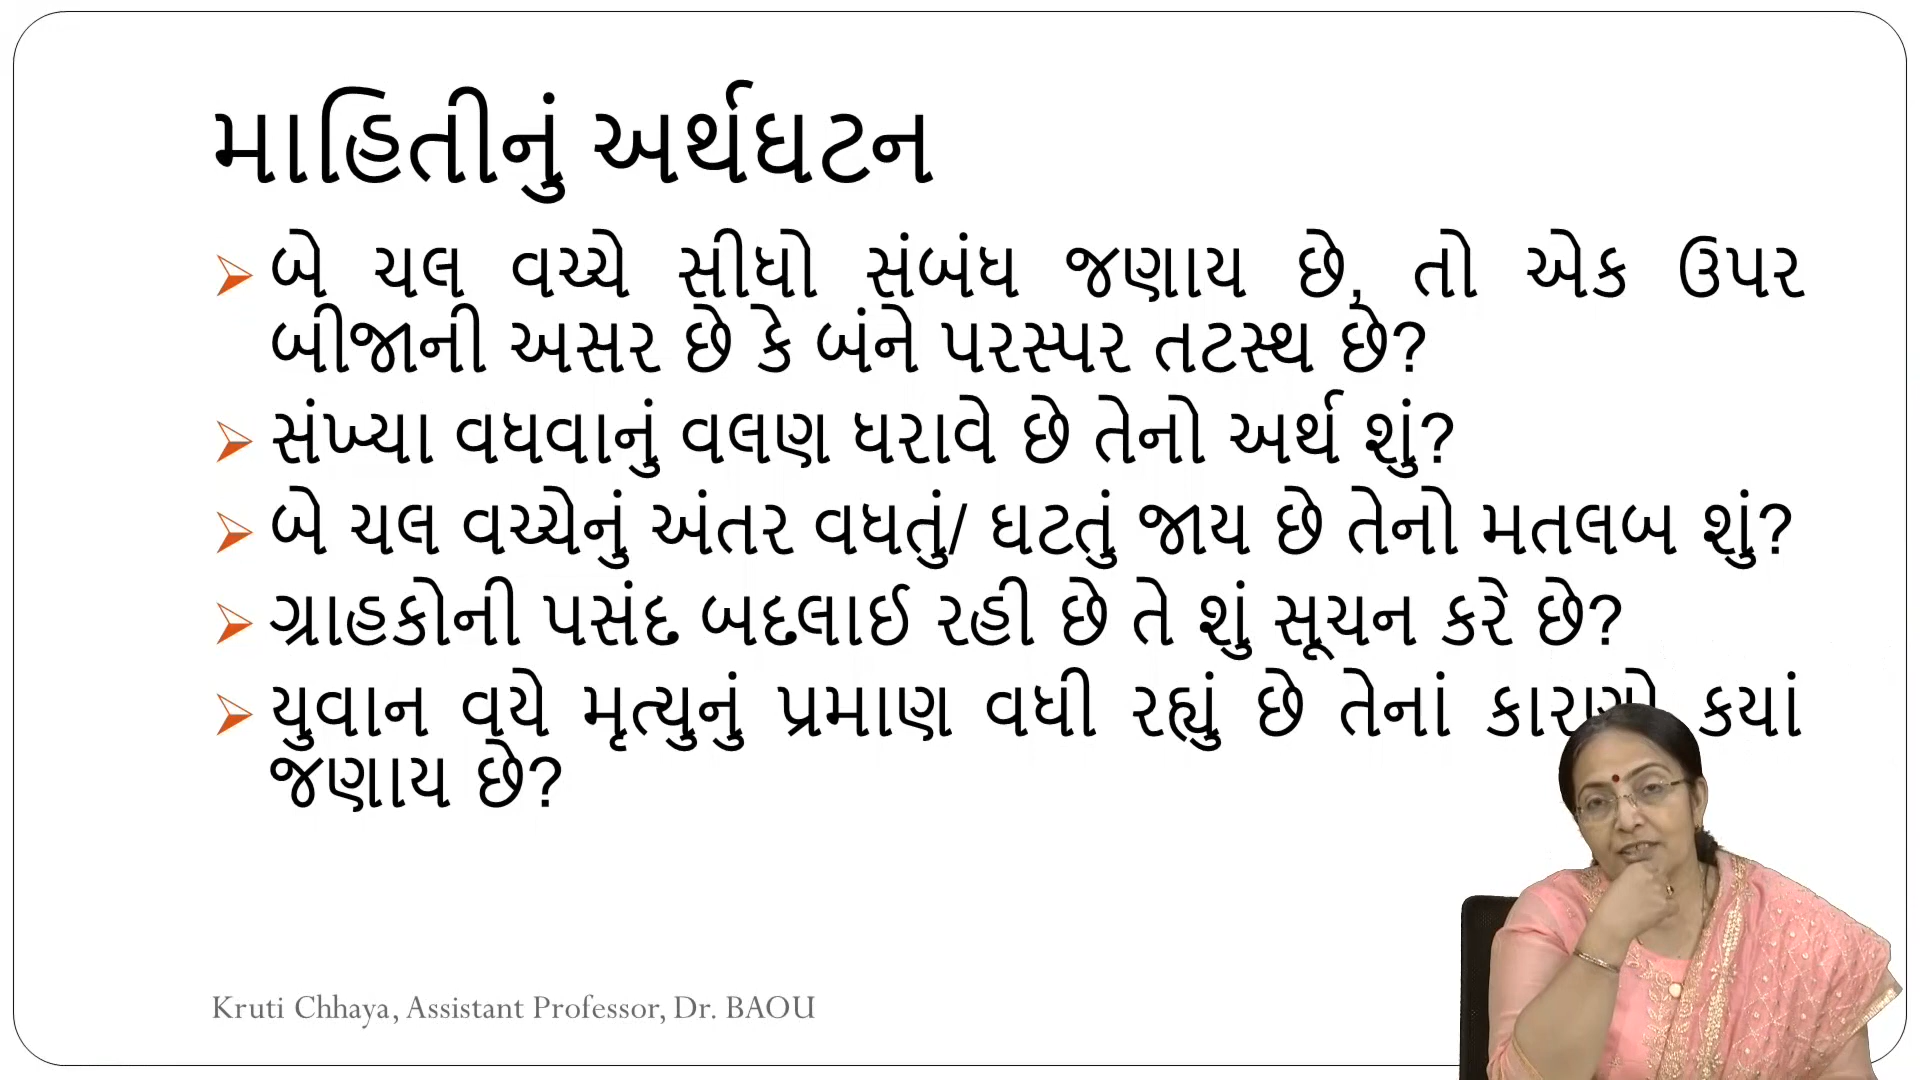 માહિતીનું અર્થઘટન
બે ચલ વચ્ચે સીધો સંબંધ જણાય છે, તો એક ઉપર
બીજાની અસર છે કે બંને પરસ્પર તટસ્થ છે?
સંખ્યા વધવાનું વલણ ધરાવે છે તેનો અર્થ શું?
બે ચલ વચ્ચેનું અંતર વધતું/ ઘટતું જાય છે તેનો મતલબ શું?
ગ્રાહકોની પસંદ બદલાઈ રહી છે તે શું સૂચન કરે છે?
યુવાન વયે મૃત્યુનું પ્રમાણ વધી રહ્યું છે તેનાં કારણો કયાં
જણાય છે?
Kruti Chhaya, Assistant Professor, Dr. BAOU